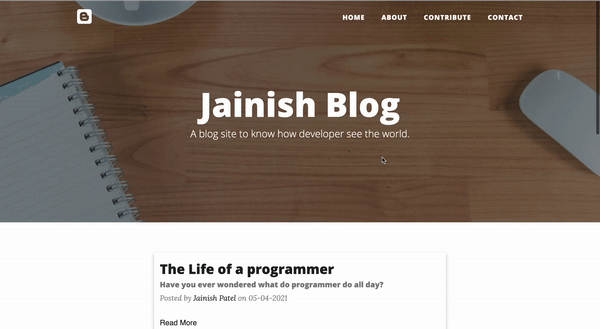 HOME ABOUT CONTRIBUTE CONTACT
Jainish Blog
A blog site to know how developer see the world.
The Life of a programmer
Have you ever wondered what do programmer do all day?
Posted by Jainish Patel on 05-04-2021
Read More